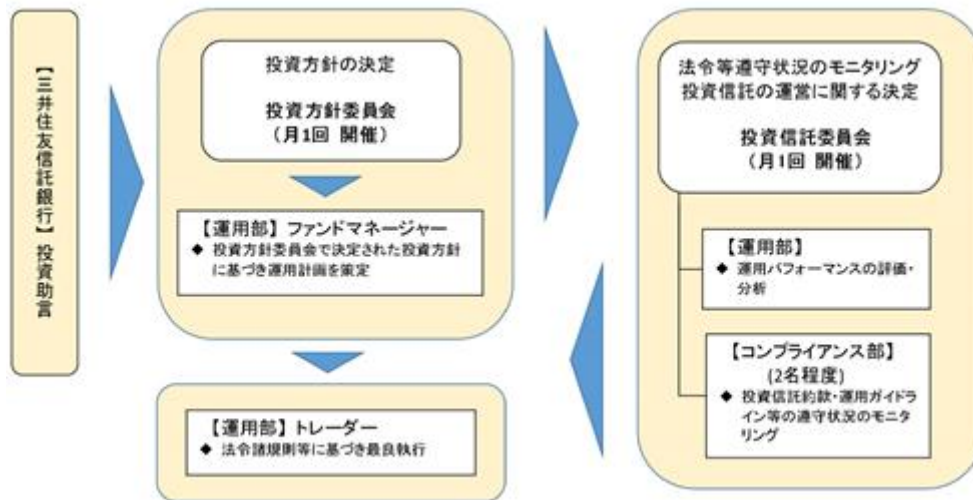 【三井住友信託銀行】投資助言
投資方針の決定
投資方針委員会
（月1回 開催）
【運用部】ファンドマネージャー
◆ 投資方針委員会で決定された投資方針
に基づき運用計画を策定
【運用部】トレーダー
◆ 法令諸規則等に基づき最良執行
法令等遵守状況のモニタリング
投資信託の運営に関する決定
投資信託委員会
（月1回 開催）
【運用部】
◆ 運用パフォーマンスの評価・
分析
【コンプライアンス部】
(2名程度)
◆ 投資信託約款・運用ガイドラ
イン等の遵守状況のモニ
タリング